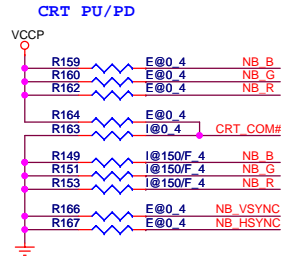 CRT PU/PD
VCCP
R159 E@0_4 NB_B
R160 E@0_4 NB_G
R162 E@0_4 NB_R
R164 E@0_4
R163 I@0_4 CRT_COM#
R149 I@150/F_4 NB_B
R151 I@150/F_4 NB_G
R153 I@150/F_4 NB_R
R166 E@0_4 NB_VSYNC
R167 E@0_4 NB_HSYNC